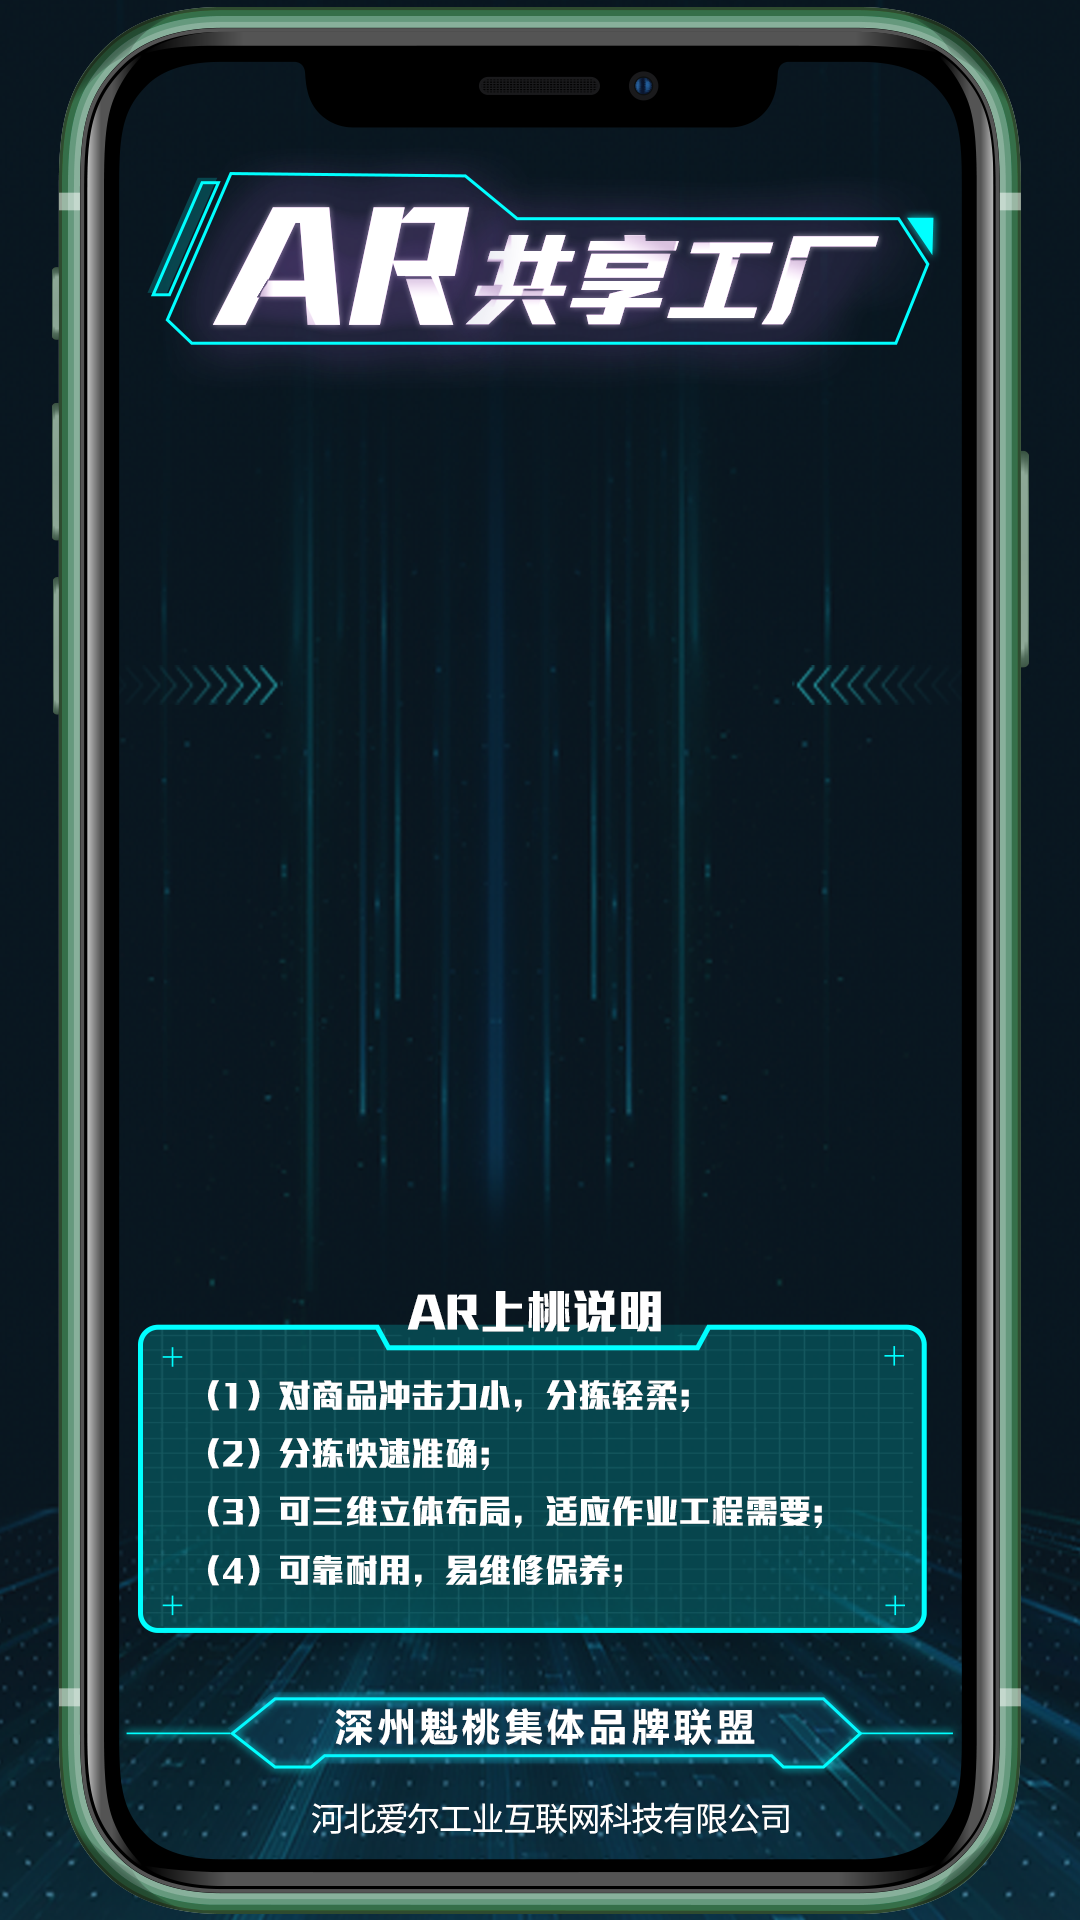 AR共享工厂
AR上桃说明
（1）对商品冲击力小，分拣轻柔；
（2）分拣快速准确；
（3）可三维立体布局，适应作业工程需要；
（4）可靠耐用，易维修保养；
深州魁桃集体品牌联盟
河北爱尔工业互联网科技有限公司